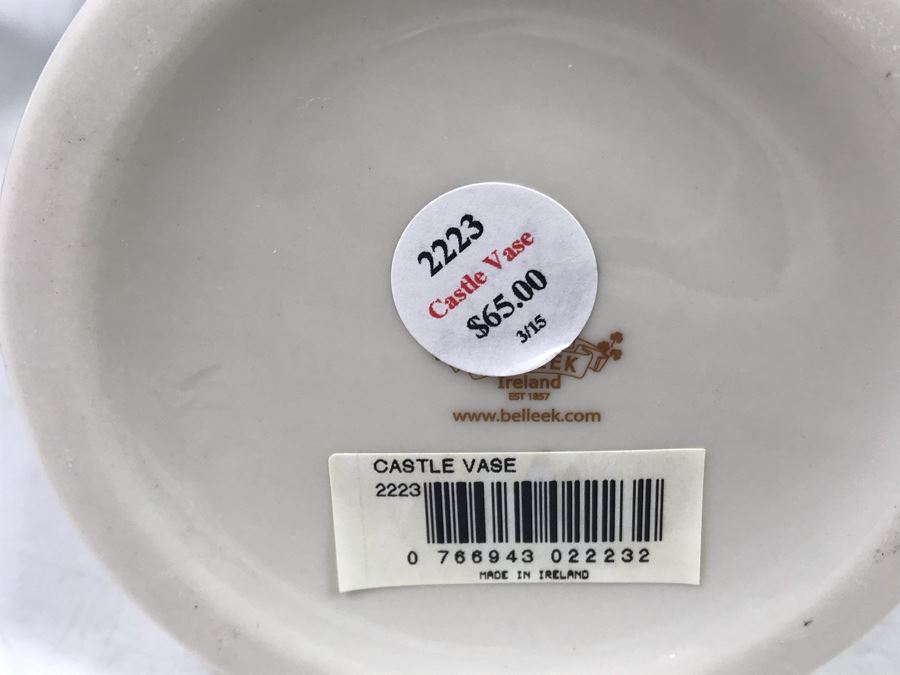 2223
Castle Vase
$65.00
3/15
EEK
Ireland
EST 1857
www.belleek.com
CASTLE VASE
2223
0 766943 022232
MADE IN IRELAND